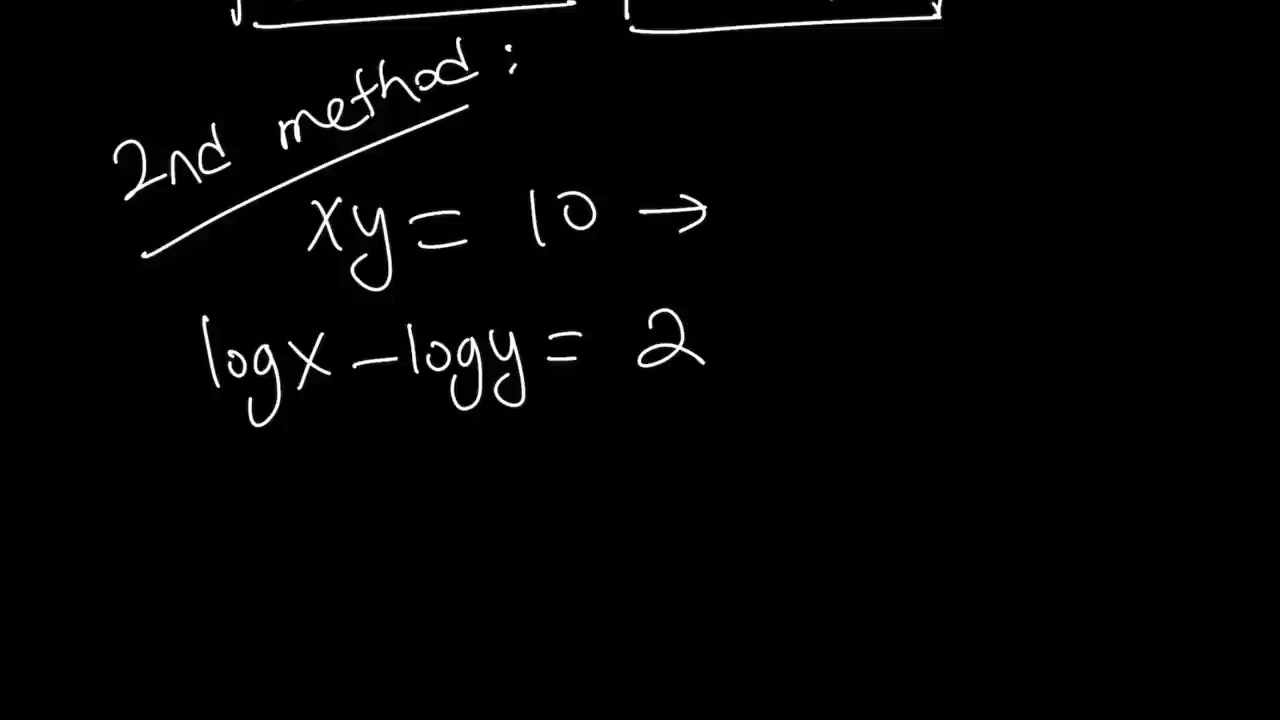 2nd method:
xy = 10 →
logx - logy = 2